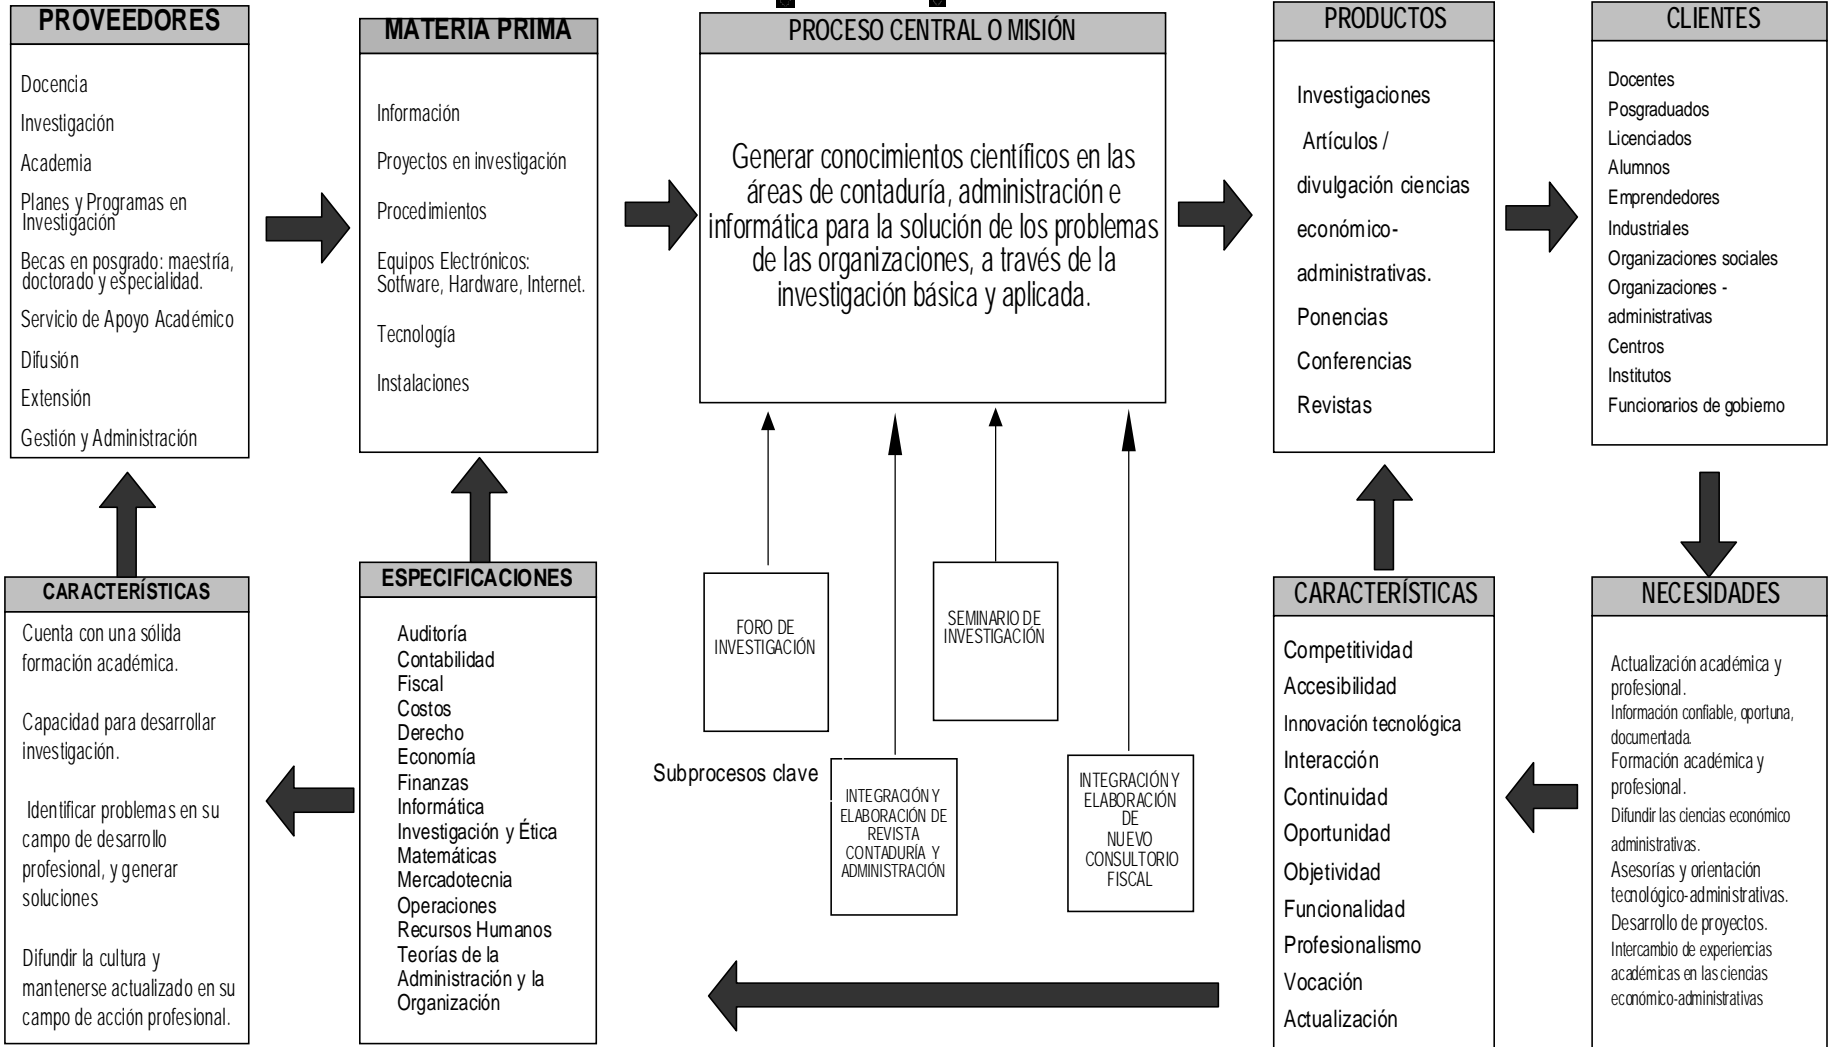 PROVEEDORES
Docencia
Investigación
Academia
Planes y Programas en
Investigación
Becas en posgrado: maestría,
doctorado y especialidad.
Servicio de Apoyo Académico
Difusión
Extensión
Gestión y Administración
MATERIA PRIMA
Información
Proyectos en investigación
Procedimientos
Equipos Electrónicos:
Sotfware, Hardware, Internet.
Tecnología
Instalaciones
PROCESO CENTRAL O MISIÓN
Generar conocimientos científicos en las
áreas de contaduría, administración e
informática para la solución de los problemas
de las organizaciones, a través de la
investigación básica y aplicada.
PRODUCTOS
Investigaciones
Artículos /
divulgación ciencias
económico-
administrativas.
Ponencias
Conferencias
Revistas
CLIENTES
Docentes
Posgraduados
Licenciados
Alumnos
Emprendedores
Industriales
Organizaciones sociales
Organizaciones -
administrativas
Centros
Institutos
Funcionarios de gobierno
CARACTERÍSTICAS
Cuenta con una sólida
formación académica.
Capacidad para desarrollar
investigación.
Identificar problemas en su
campo de desarrollo
profesional, y generar
soluciones
Difundir la cultura y
mantenerse actualizado en su
campo de acción profesional.
ESPECIFICACIONES
Auditoría
Contabilidad
Fiscal
Costos
Derecho
Economía
Finanzas
Informática
Investigación y Ética
Matemáticas
Mercadotecnia
Operaciones
Recursos Humanos
Teorías de la
Administración y la
Organización
FORO DE
INVESTIGACIÓN
SEMINARIO DE
INVESTIGACIÓN
Subprocesos clave
INTEGRACIÓN Y
ELABORACIÓN DE
REVISTA
CONTADURÍA Y
ADMINISTRACIÓN
INTEGRACIÓN Y
ELABORACIÓN
DE
NUEVO
CONSULTORIO
FISCAL
CARACTERÍSTICAS
Competitividad
Accesibilidad
Innovación tecnológica
Interacción
Continuidad
Oportunidad
Objetividad
Funcionalidad
Profesionalismo
Vocación
Actualización
NECESIDADES
Actualización académica y
profesional.
Información confiable, oportuna,
documentada.
Formación académica y
profesional.
Difundir las ciencias económico
administrativas.
Asesorías y orientación
tecnológico-administrativas.
Desarrollo de proyectos.
Intercambio de experiencias
académicas en las ciencias
económico-administrativas